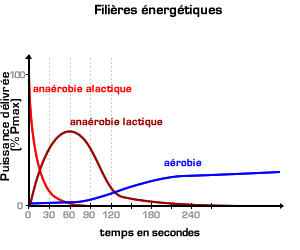 Filières énergétiques
Puissance délivrée
(% Pmax)
100
anaérobie alactique
anaérobie lactique
aérobie
0
0 30 60 90 120 180 240
temps en secondes